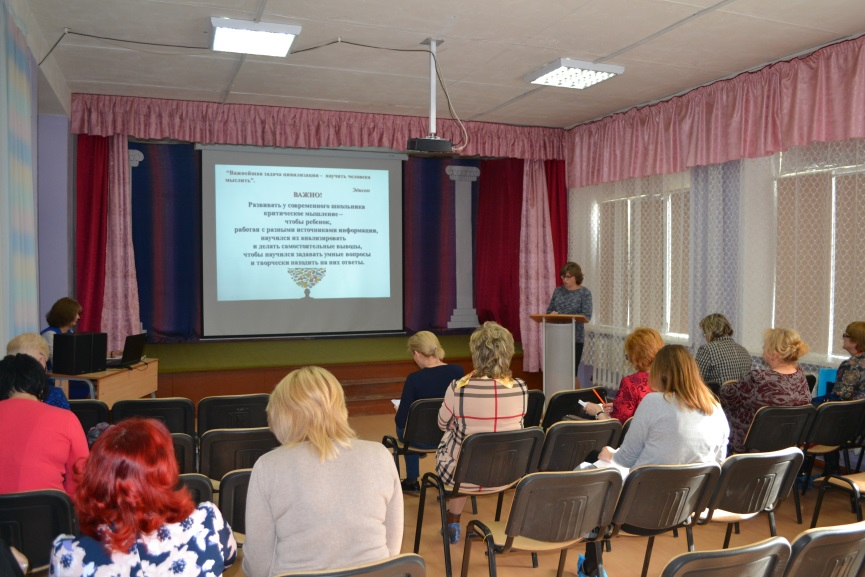 "Важнейшая задача цивилизации - научить человека
мыслить".
Эдисон
ВАЖНО!
Развивать у современного школьника
критическое мышление –
чтобы ребенок,
работая с разными источниками информации,
научился их анализировать
и делать самостоятельные выводы,
чтобы научился задавать умные вопросы
и творчески находить на них ответы.